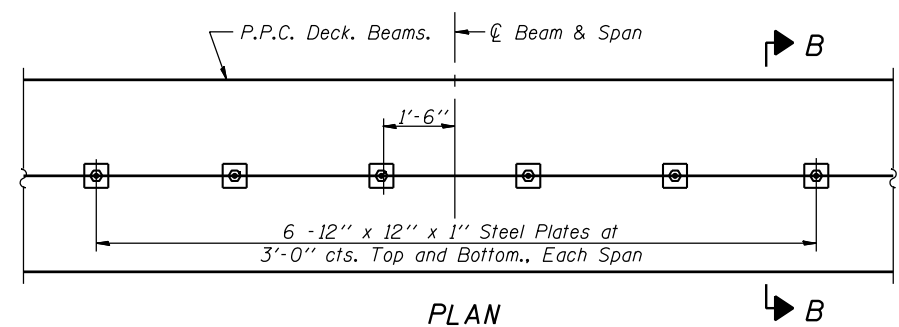 P.P.C. Deck. Beams.
℄ Beam & Span
B
1'-6"
6 -12" x 12" x 1" Steel Plates at
3'-0" cts. Top and Bottom., Each Span
B
PLAN